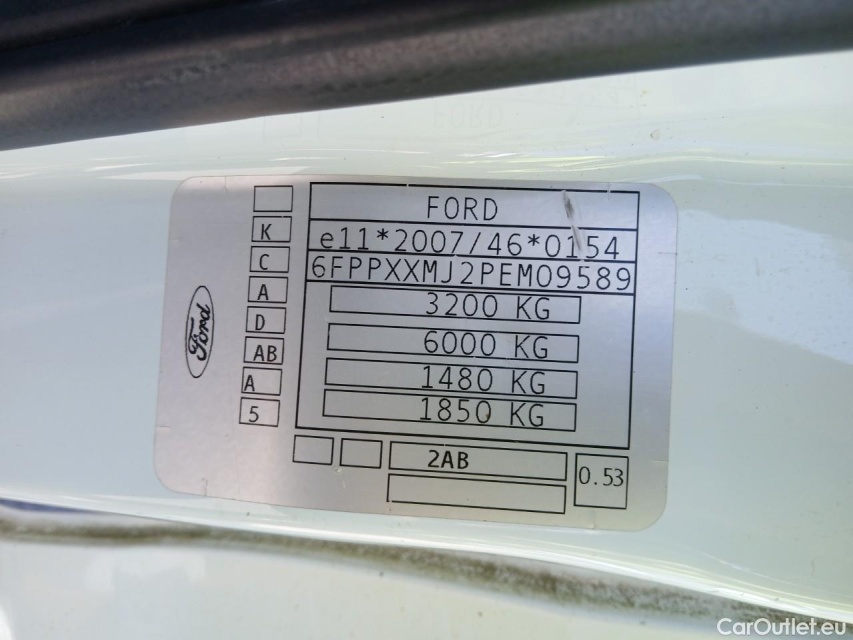 FORD
e11*2007/46*0154
6FPPXXMJ2PEM09589
3200 KG
6000 KG
1480 KG
1850 KG
K
C
A
D
AB
A
5
Ford
2AB
0.53
CarOutlet.eu